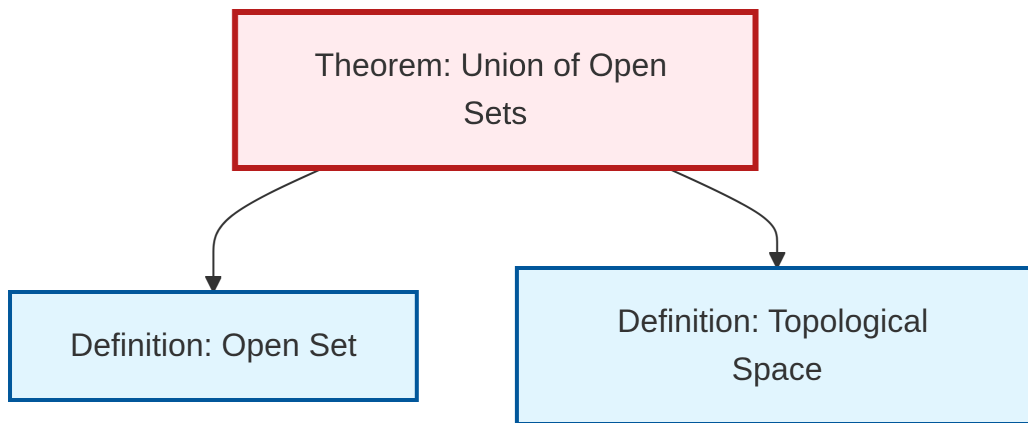 Theorem: Union of Open
Sets
Definition: Open Set
Definition: Topological
Space